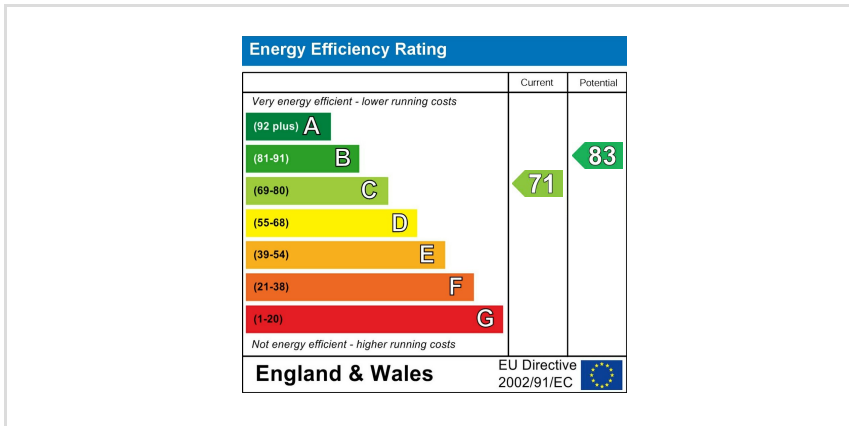 Energy Efficiency Rating
Current Potential
Very energy efficient - lower running costs
(92 plus) A
(81-91) B
83
(69-80) C
71
(55-68) D
(39-54) E
(21-38) F
(1-20) G
Not energy efficient - higher running costs
England & Wales
EU Directive
2002/91/EC